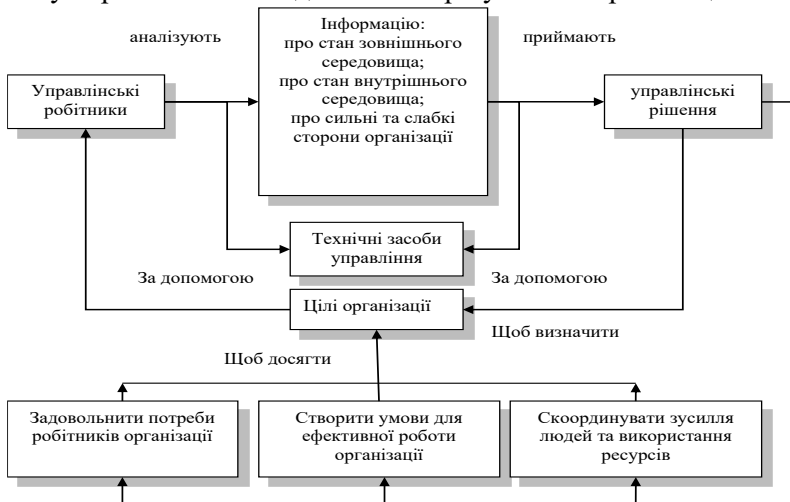 аналізують
Інформацію:
про стан зовнішнього
середовища;
про стан внутрішнього
середовища;
про сильні та слабкі
сторони організації
приймають
Управлінські
робітники
управлінські
рішення
Технічні засоби
управління
За допомогою
За допомогою
Цілі організації
Щоб визначити
Щоб досягти
Задовольнити потреби
робітників організації
Створити умови для
ефективної роботи
організації
Скоординувати зусилля
людей та використання
ресурсів